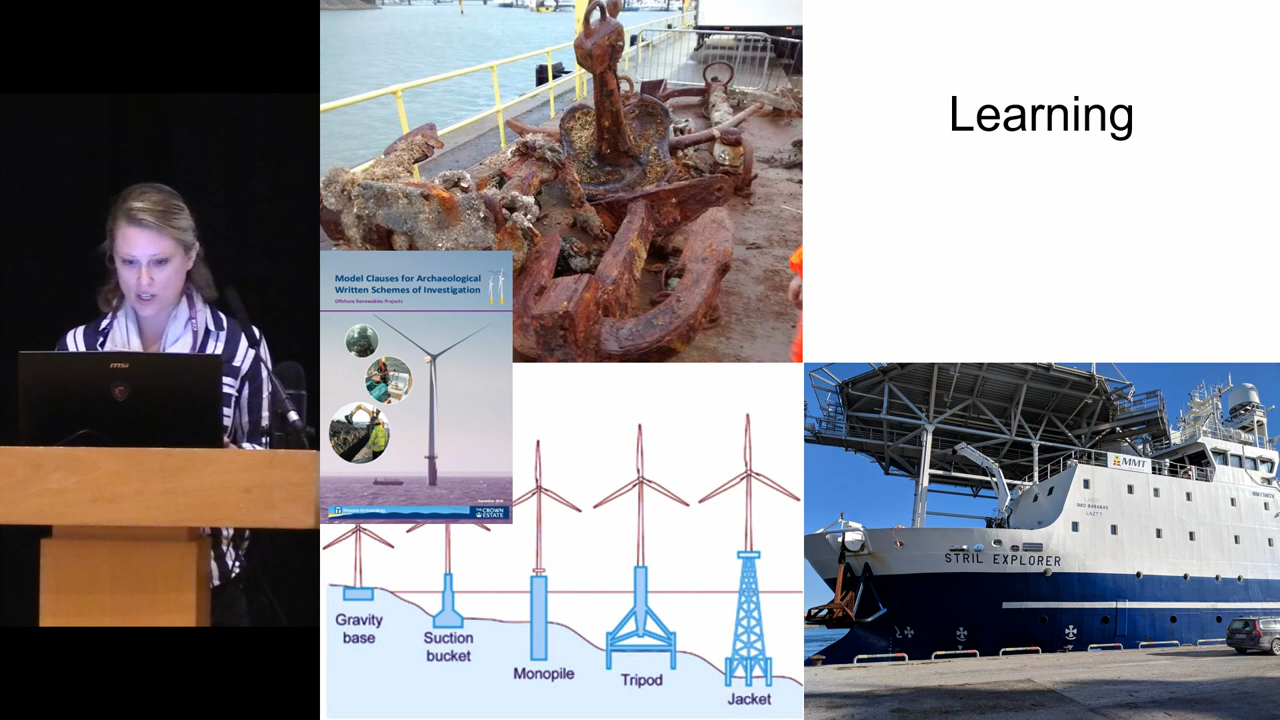 Learning
Model Clauses for Archaeological
Written Schemes of Investigation
Offshore Renewables Projects
THE CROWN
ESTATE
msi
MMT
STRIL EXPLORER
Gravity
base
Suction
bucket
Monopile
Tripod
Jacket